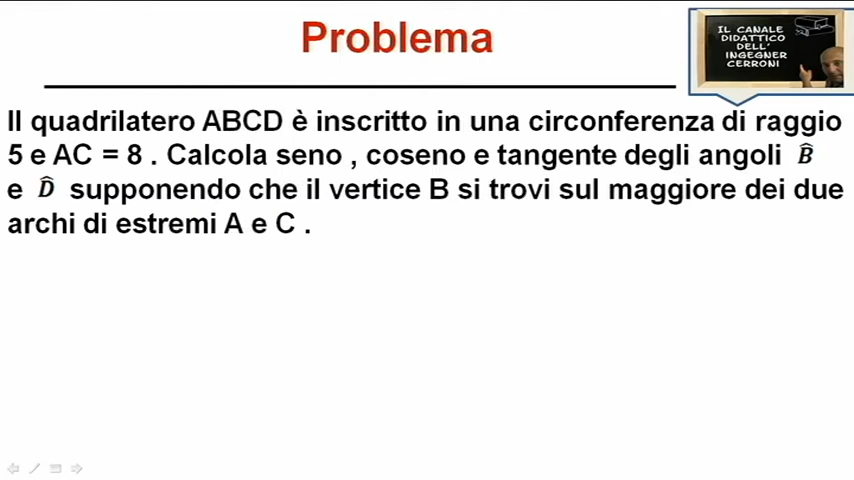 Problema
IL CANALE
DIDATTICO
DELL'
INGEGNER
CERRONI
Il quadrilatero ABCD è inscritto in una circonferenza di raggio
5 e AC = 8 . Calcola seno , coseno e tangente degli angoli B̂
e D̂ supponendo che il vertice B si trovi sul maggiore dei due
archi di estremi A e C .